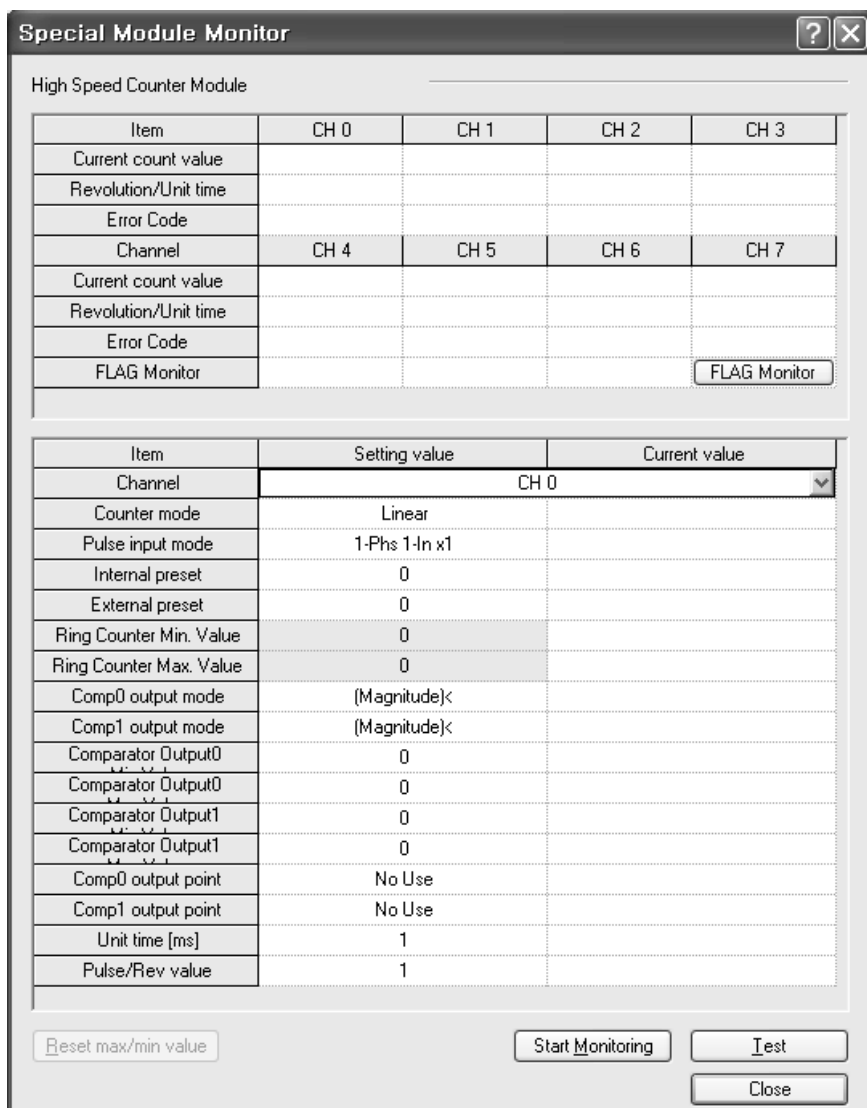 Special Module Monitor
High Speed Counter Module
Item CH 0 CH 1 CH 2 CH 3
Current count value
Revolution/Unit time
Error Code
Channel CH 4 CH 5 CH 6 CH 7
Current count value
Revolution/Unit time
Error Code
FLAG Monitor FLAG Monitor
Item Setting value Current value
Channel CH 0
Counter mode Linear
Pulse input mode 1-Phs 1-In x1
Internal preset 0
External preset 0
Ring Counter Min. Value 0
Ring Counter Max. Value 0
Comp0 output mode (Magnitude)<
Comp1 output mode (Magnitude)<
Comparator Output0 0
Comparator Output0 0
Comparator Output1 0
Comparator Output1 0
Comp0 output point No Use
Comp1 output point No Use
Unit time [ms] 1
Pulse/Rev value 1
Reset max/min value Start Monitoring Test
Close